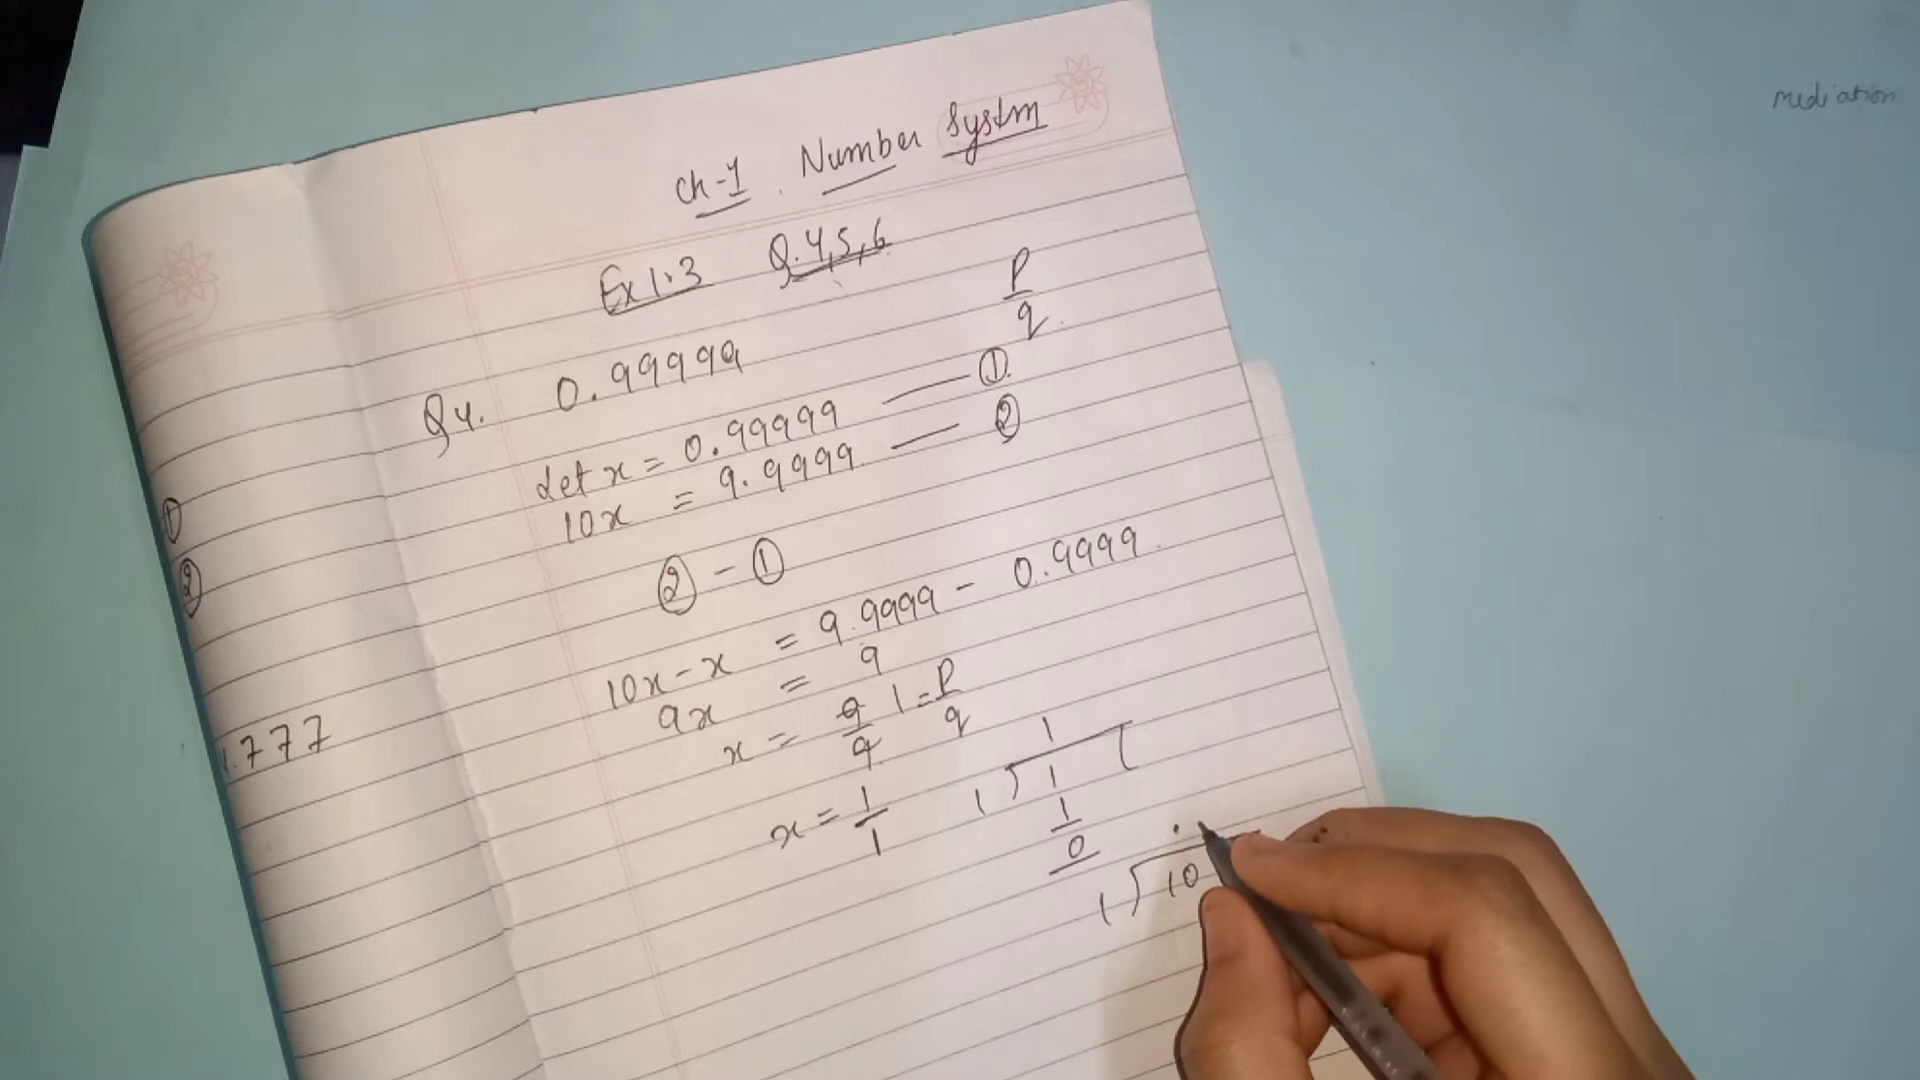 mediation
Ch-1. Number System
Ex 1.3 Q.4,5,6
P/q
Q4. 0.99999
Let x = 0.99999 — ①
10x = 9.9999 — ②
② - ①
10x - x = 9.9999 - 0.9999
9x = 9
x = 9/9 1 = P/q
x = 1/1
1
1) 1 (
1
0
1) 10
①
②
1.777